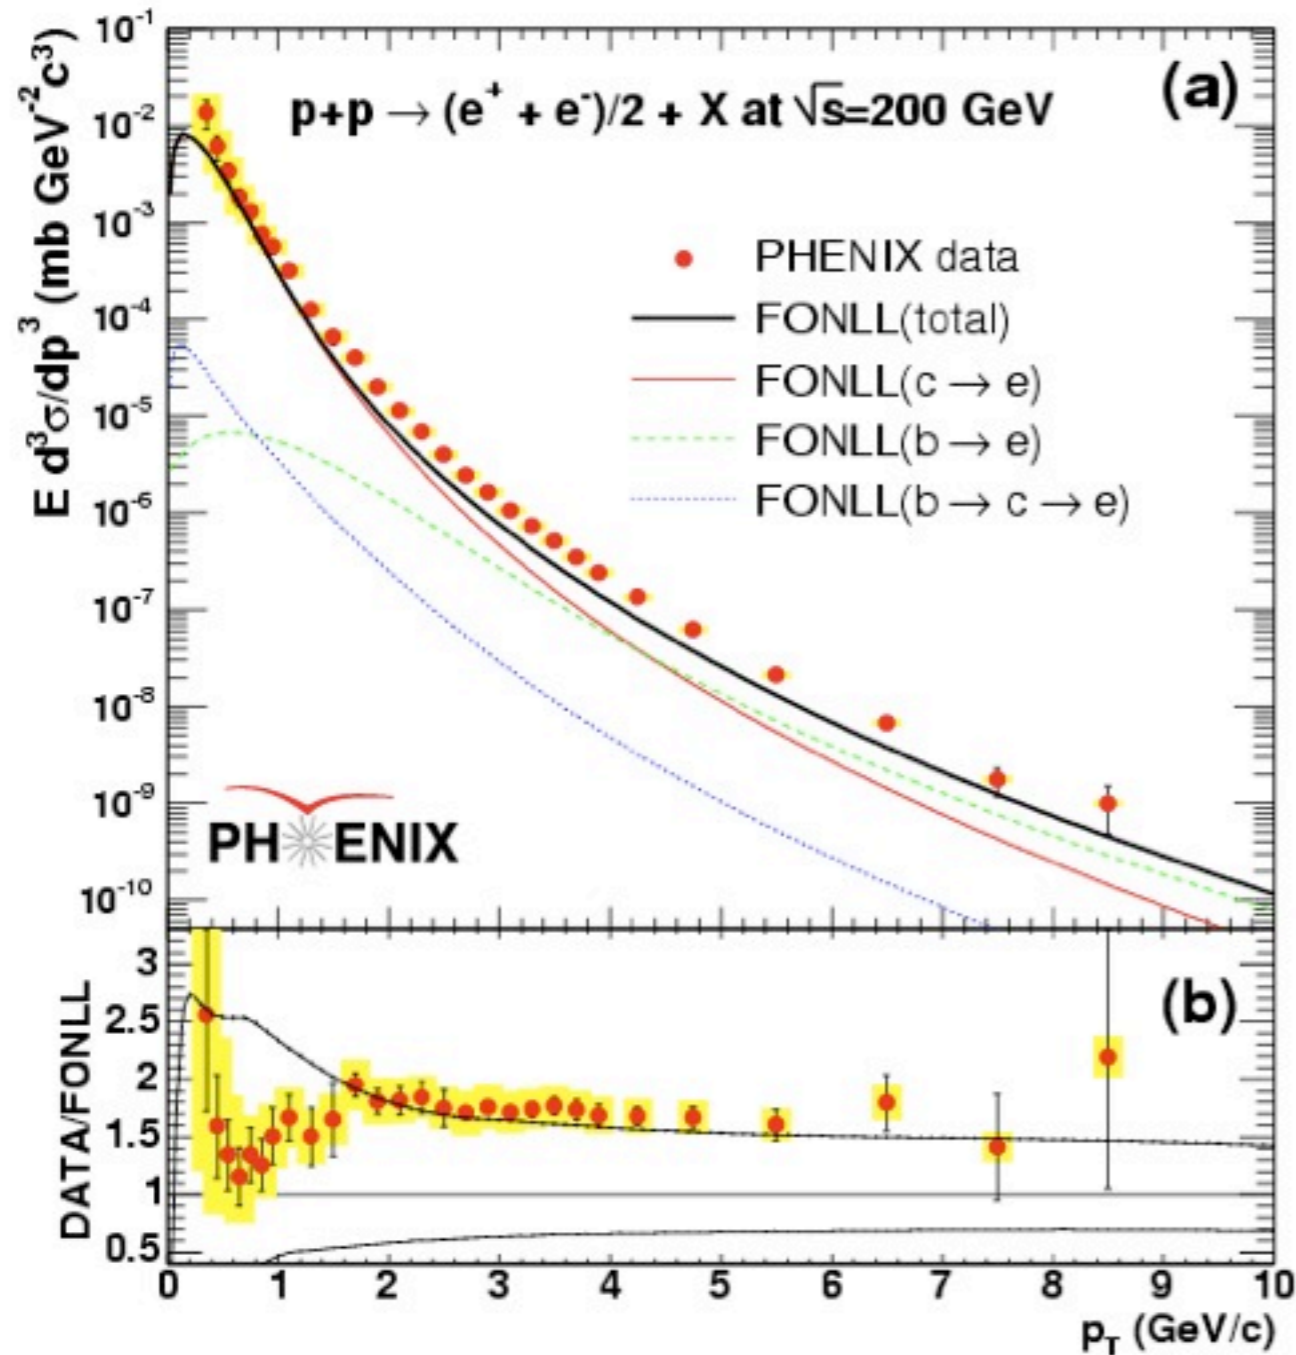 (a)
p+p → (e⁺ + e⁻)/2 + X at √s=200 GeV
E d³σ/dp³ (mb GeV⁻²c³)
10⁻¹
10⁻²
10⁻³
10⁻⁴
10⁻⁵
10⁻⁶
10⁻⁷
10⁻⁸
10⁻⁹
10⁻¹⁰
PHENIX data
FONLL(total)
FONLL(c → e)
FONLL(b → e)
FONLL(b → c → e)
PHENIX
(b)
DATA/FONLL
3
2.5
2
1.5
1
0.5
0 1 2 3 4 5 6 7 8 9 10
p_T (GeV/c)